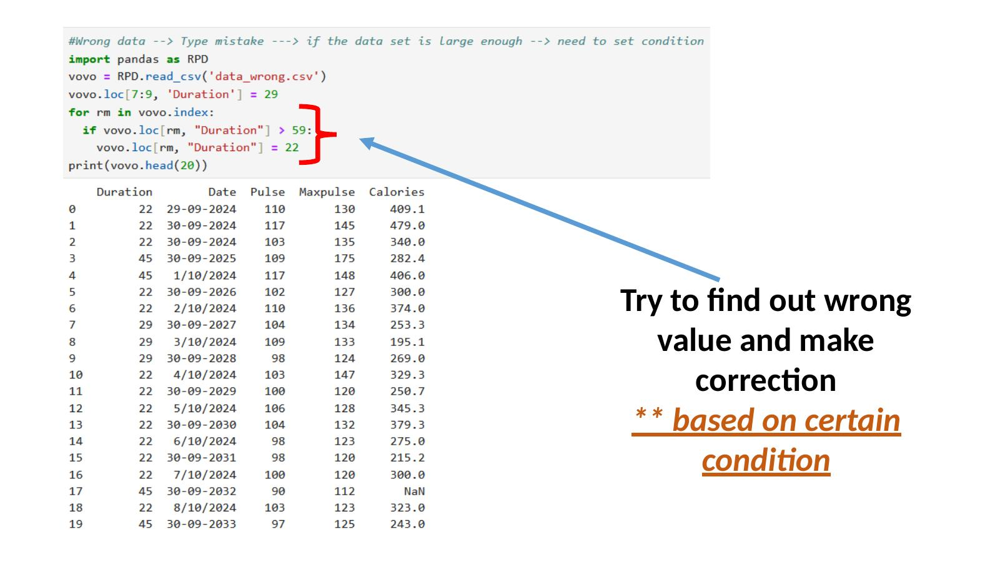 #Wrong data --> Type mistake ---> if the data set is large enough --> need to set condition
import pandas as RPD
vovo = RPD.read_csv('data_wrong.csv')
vovo.loc[7:9, 'Duration'] = 29
for rm in vovo.index:
  if vovo.loc[rm, "Duration"] > 59:
    vovo.loc[rm, "Duration"] = 22
print(vovo.head(20))
    Duration        Date  Pulse  Maxpulse  Calories
0         22  29-09-2024    110       130     409.1
1         22  30-09-2024    117       145     479.0
2         22  30-09-2024    103       135     340.0
3         45  30-09-2025    109       175     282.4
4         45   1/10/2024    117       148     406.0
5         22  30-09-2026    102       127     300.0
6         22   2/10/2024    110       136     374.0
7         29  30-09-2027    104       134     253.3
8         29   3/10/2024    109       133     195.1
9         29  30-09-2028     98       124     269.0
10        22   4/10/2024    103       147     329.3
11        22  30-09-2029    100       120     250.7
12        22   5/10/2024    106       128     345.3
13        22  30-09-2030    104       132     379.3
14        22   6/10/2024     98       123     275.0
15        22  30-09-2031     98       120     215.2
16        22   7/10/2024    100       120     300.0
17        45  30-09-2032     90       112       NaN
18        22   8/10/2024    103       123     323.0
19        45  30-09-2033     97       125     243.0
Try to find out wrong
value and make
correction
** based on certain
condition